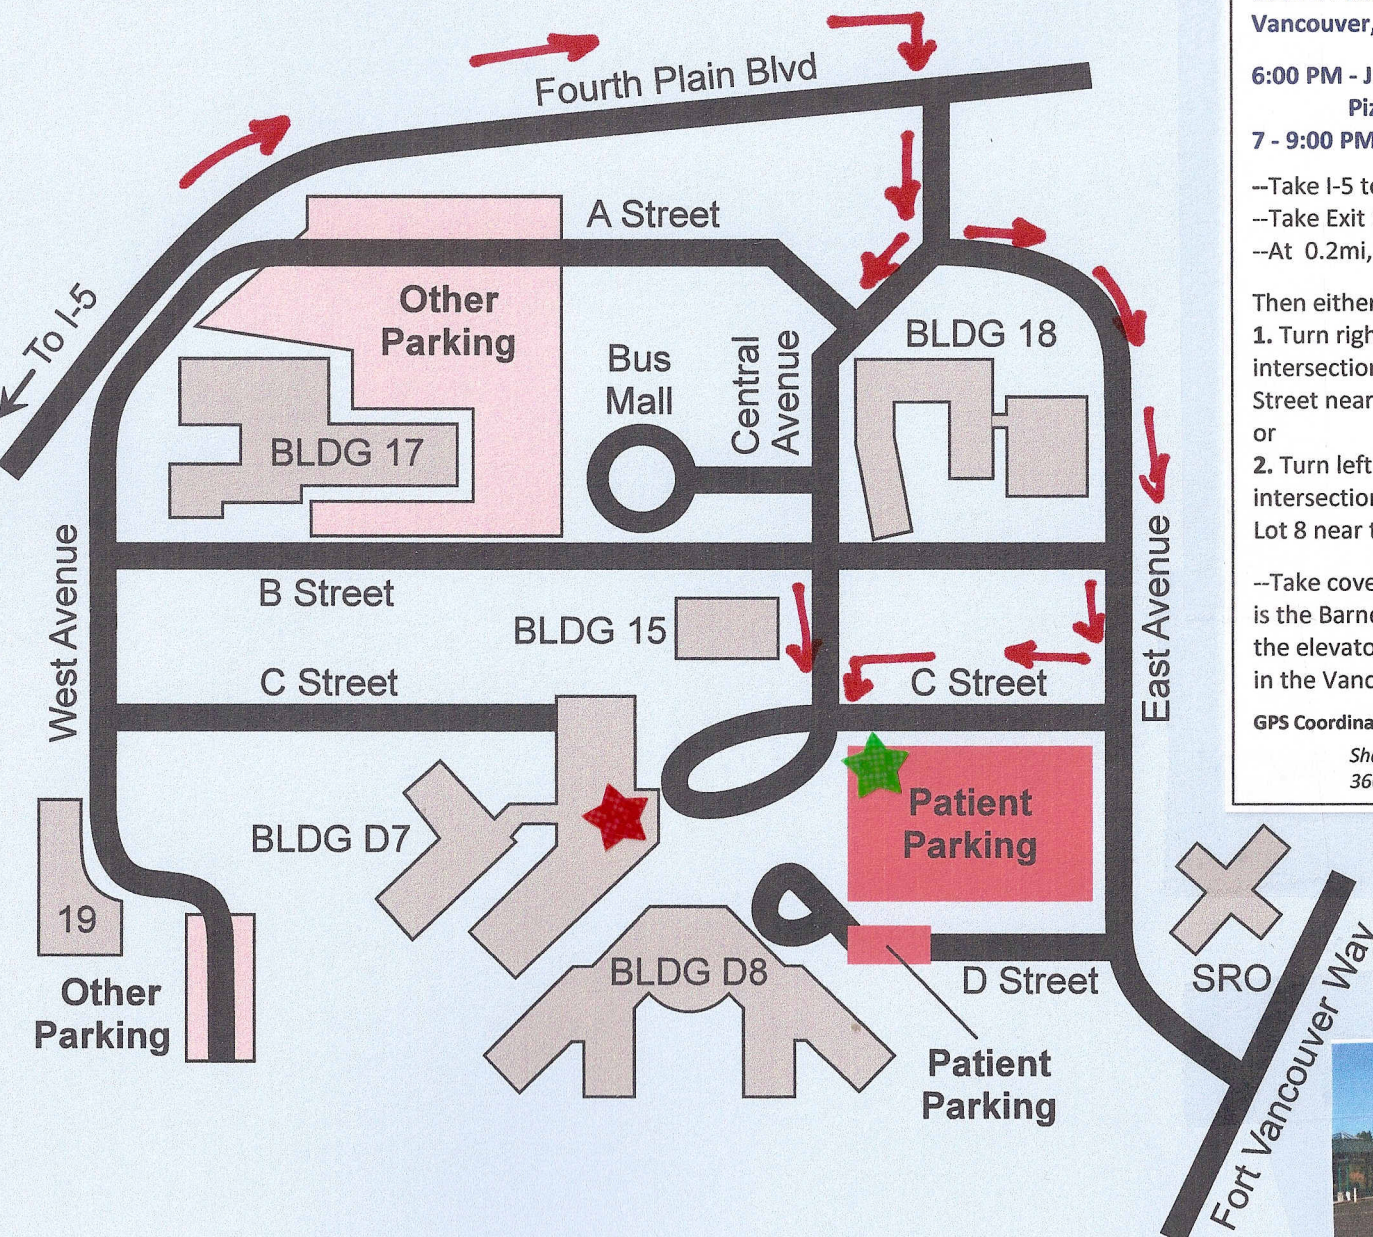 Fourth Plain Blvd
A Street
To I-5
Other
Parking
Bus
Mall
Central
Avenue
BLDG 18
BLDG 17
West Avenue
B Street
BLDG 15
East Avenue
C Street
C Street
BLDG D7
Patient
Parking
19
Other
Parking
BLDG D8
D Street
SRO
Patient
Parking
Fort Vancouver Way
Vancouver,
6:00 PM - J
Piz
7 - 9:00 PM
--Take I-5 t
--Take Exit
--At 0.2mi,
Then either
1. Turn righ
intersection
Street near
or
2. Turn left
intersection
Lot 8 near t
--Take cove
is the Barne
the elevato
in the Vanc
GPS Coordina
Sh
36